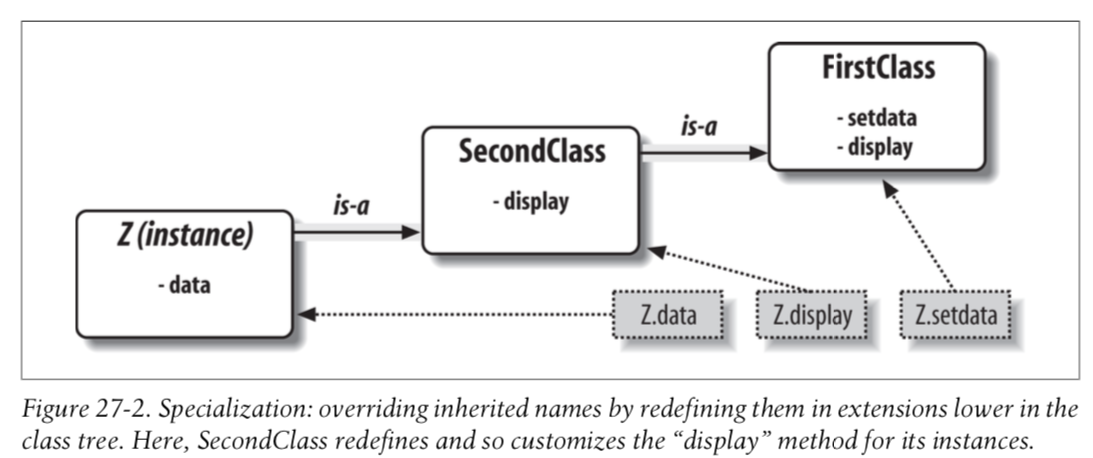 FirstClass
- setdata
- display
is-a
SecondClass
- display
is-a
Z (instance)
- data
Z.data
Z.display
Z.setdata
Figure 27-2. Specialization: overriding inherited names by redefining them in extensions lower in the
class tree. Here, SecondClass redefines and so customizes the “display” method for its instances.